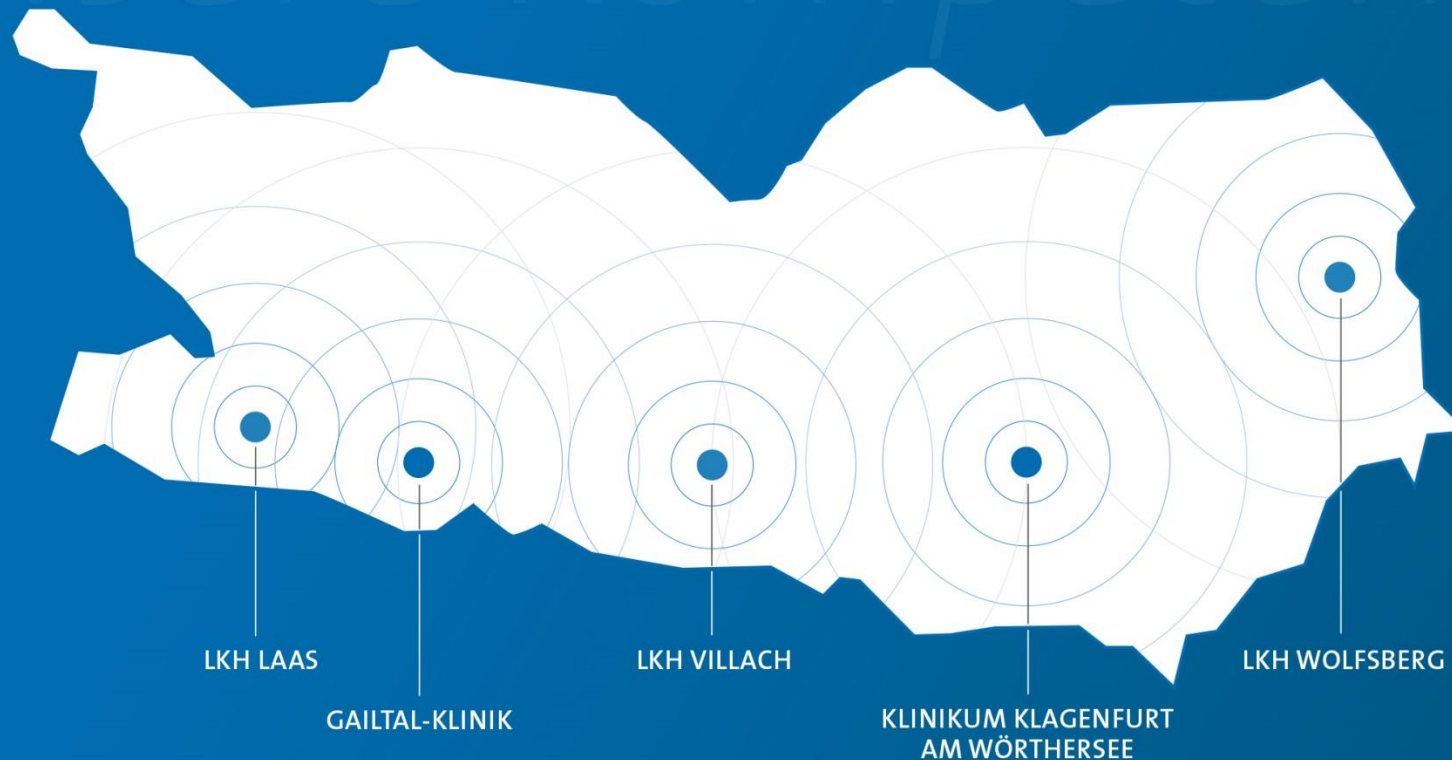 LKH LAAS
LKH VILLACH
LKH WOLFSBERG
GAILTAL-KLINIK
KLINIKUM KLAGENFURT
AM WÖRTHERSEE